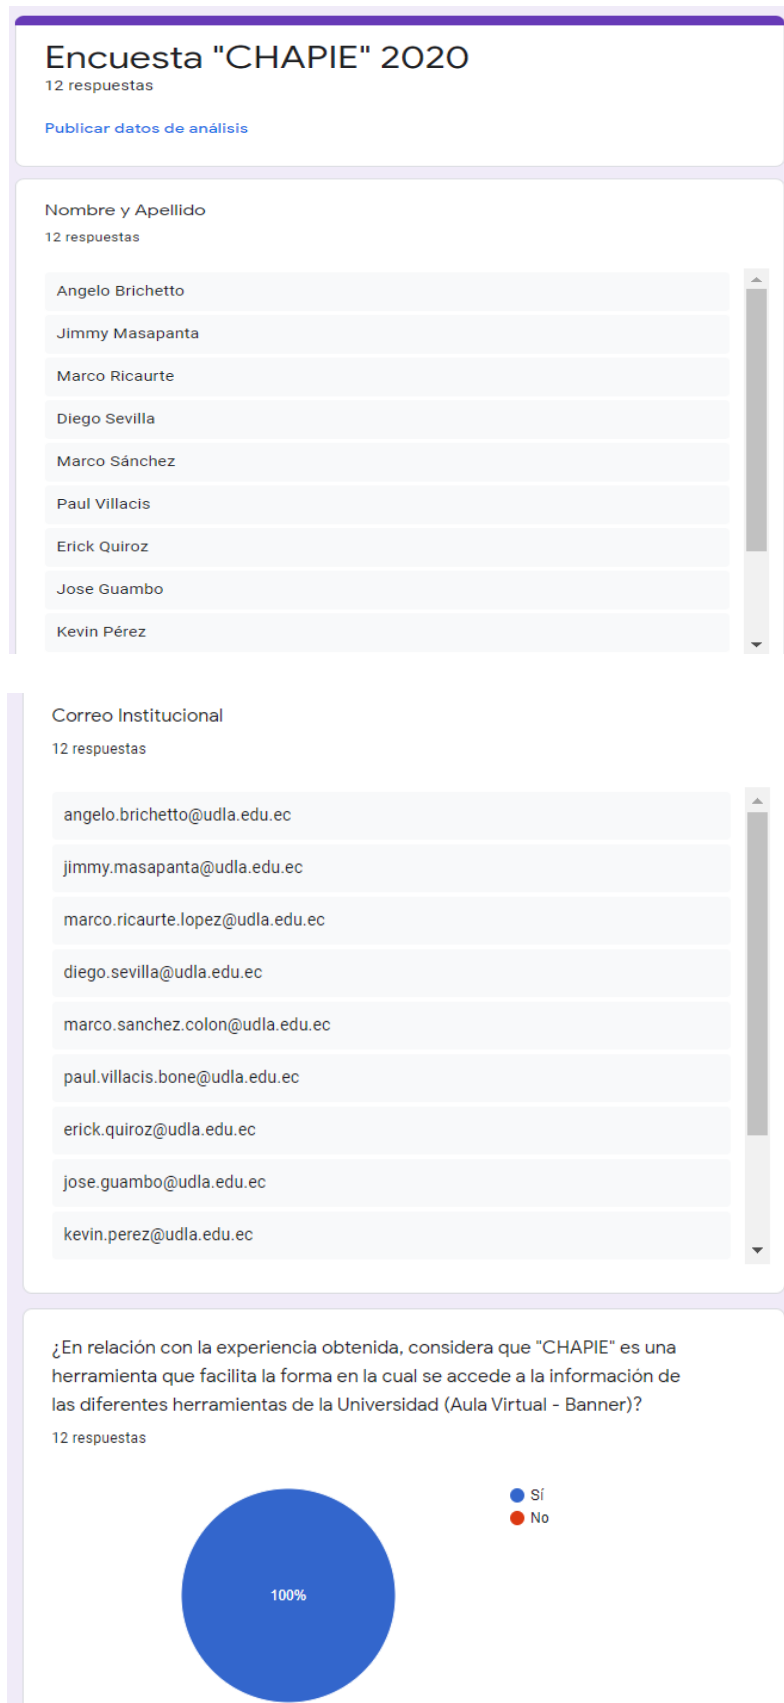 Encuesta "CHAPIE" 2020
12 respuestas
Publicar datos de análisis
Nombre y Apellido
12 respuestas
Angelo Brichetto
Jimmy Masapanta
Marco Ricaurte
Diego Sevilla
Marco Sánchez
Paul Villacis
Erick Quiroz
Jose Guambo
Kevin Pérez
Correo Institucional
12 respuestas
angelo.brichetto@udla.edu.ec
jimmy.masapanta@udla.edu.ec
marco.ricaurte.lopez@udla.edu.ec
diego.sevilla@udla.edu.ec
marco.sanchez.colon@udla.edu.ec
paul.villacis.bone@udla.edu.ec
erick.quiroz@udla.edu.ec
jose.guambo@udla.edu.ec
kevin.perez@udla.edu.ec
¿En relación con la experiencia obtenida, considera que "CHAPIE" es una
herramienta que facilita la forma en la cual se accede a la información de
las diferentes herramientas de la Universidad (Aula Virtual - Banner)?
12 respuestas
Sí
No
100%